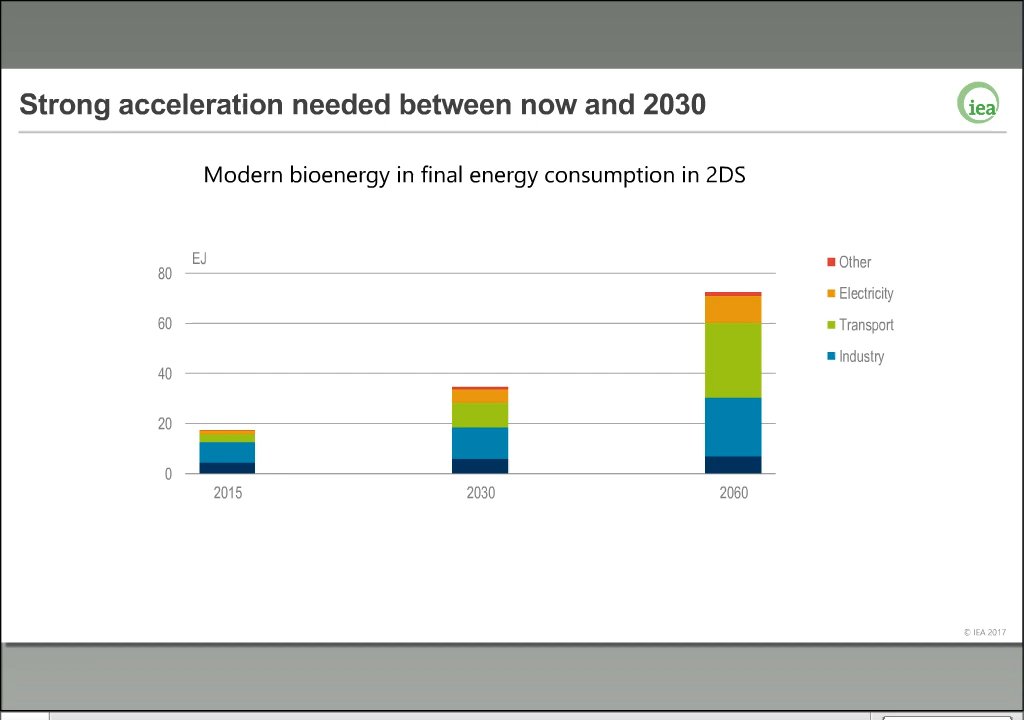 Strong acceleration needed between now and 2030
iea
Modern bioenergy in final energy consumption in 2DS
EJ
80
60
40
20
0
2015
2030
2060
Other
Electricity
Transport
Industry
© IEA 2017